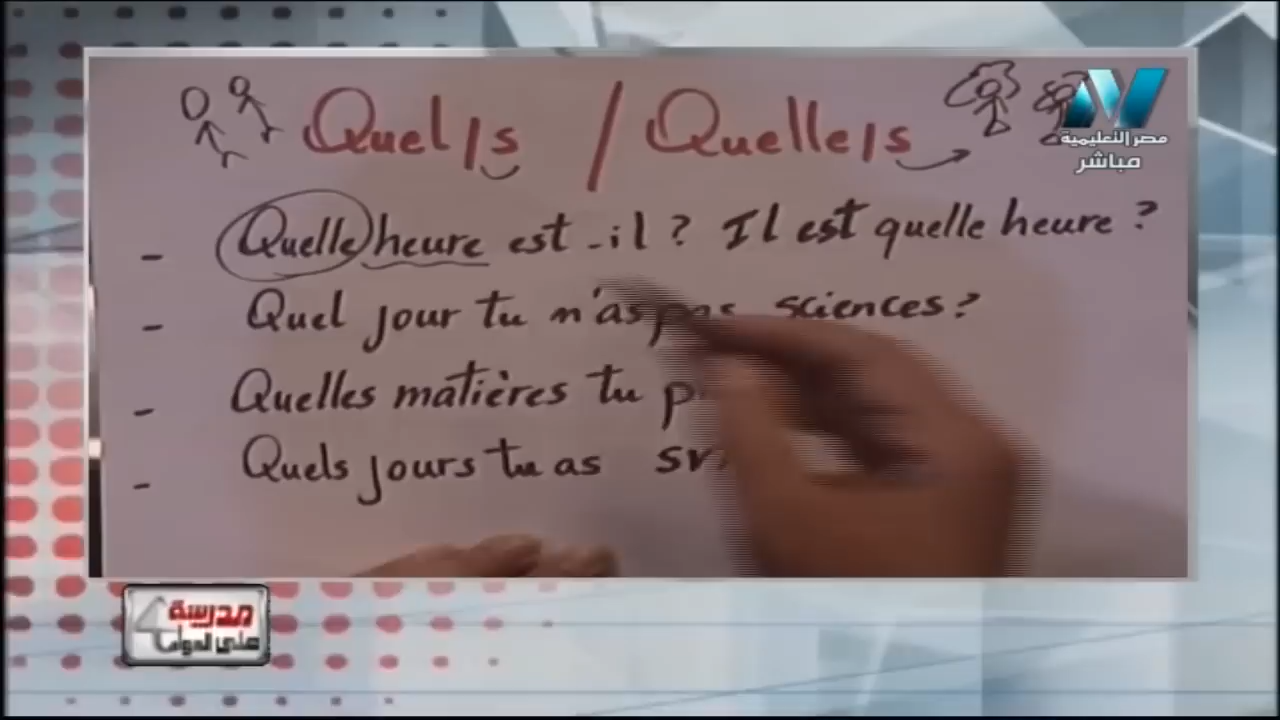 Quel/s / Quelle/s
مصر التعليمية
مباشر
- Quelle heure est-il? Il est quelle heure?
- Quel jour tu n'as pas sciences?
- Quelles matières tu
- Quels jours tu as
مدرسة
على الهواء